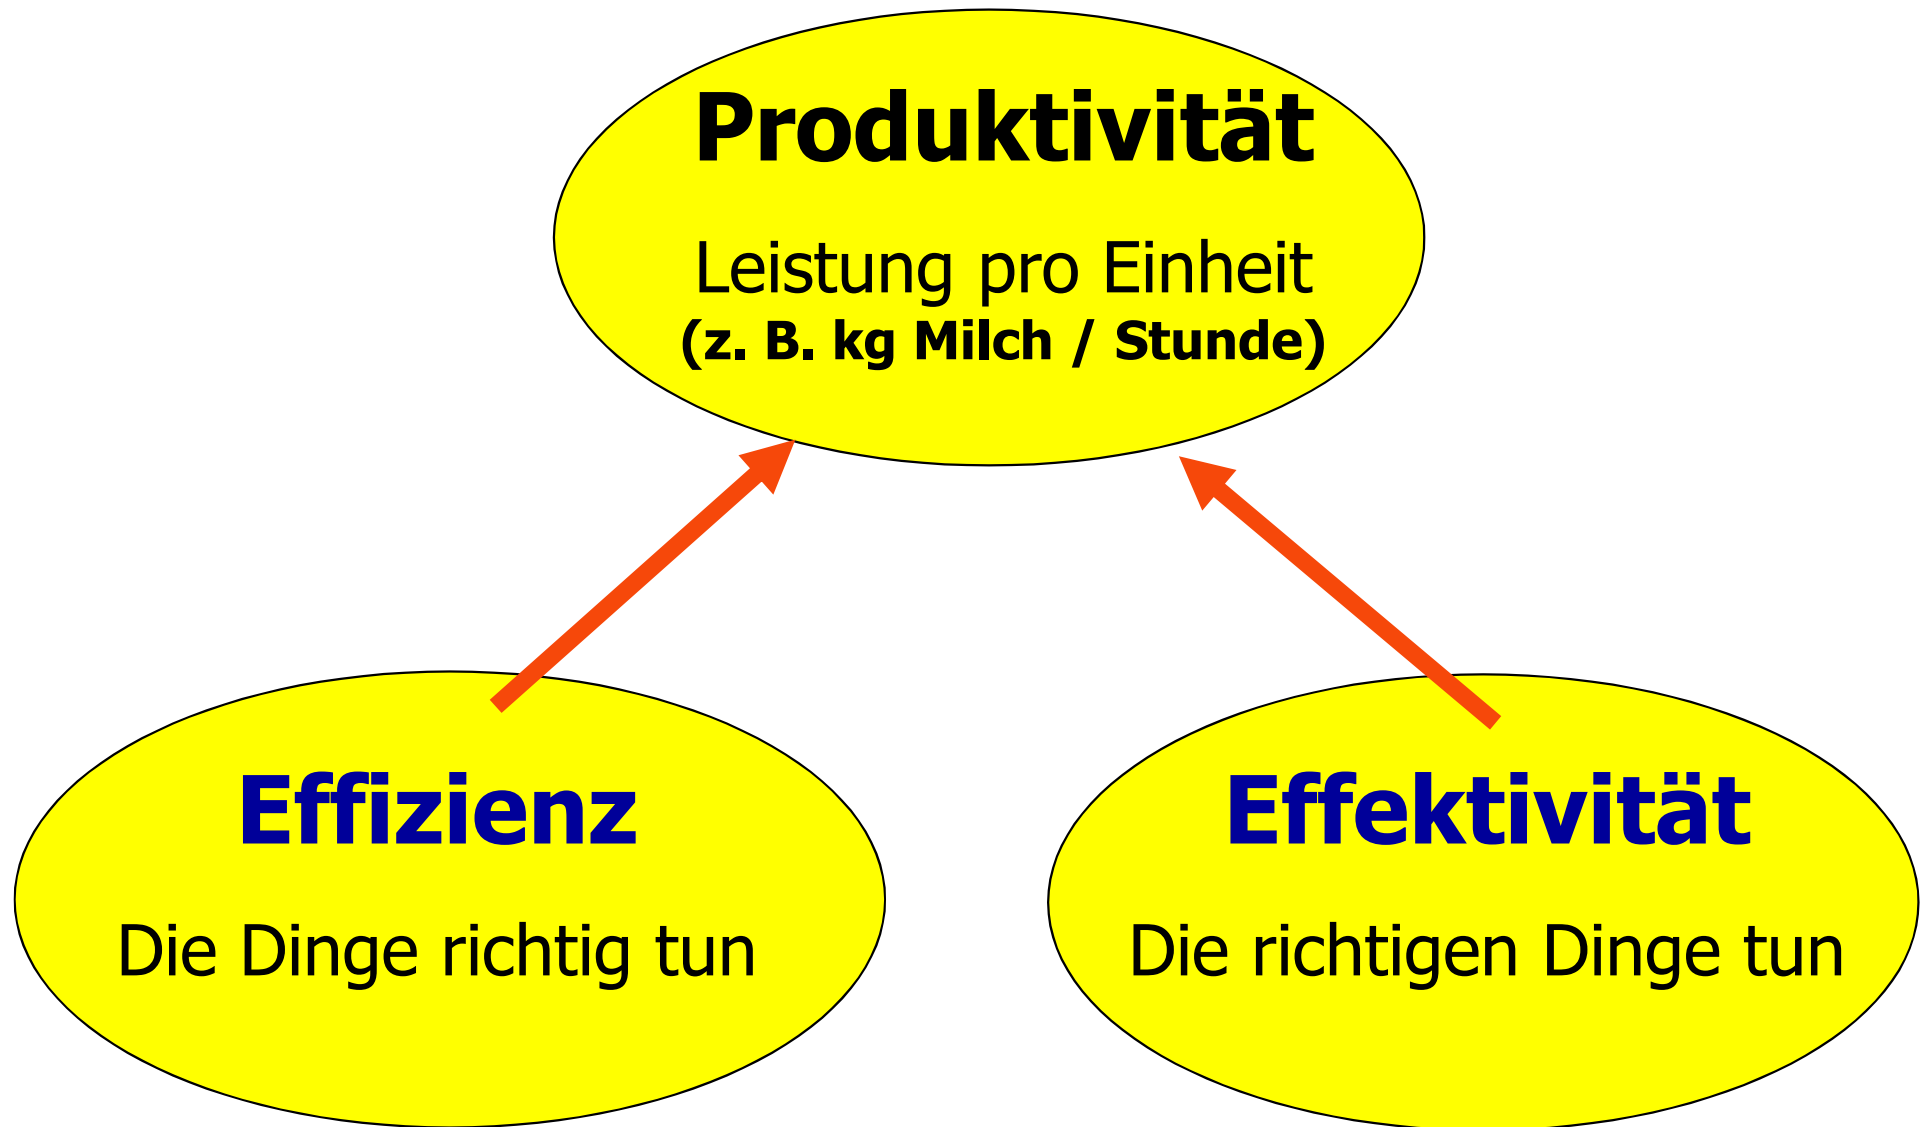 Produktivität
Leistung pro Einheit
(z. B. kg Milch / Stunde)
Effizienz
Die Dinge richtig tun
Effektivität
Die richtigen Dinge tun